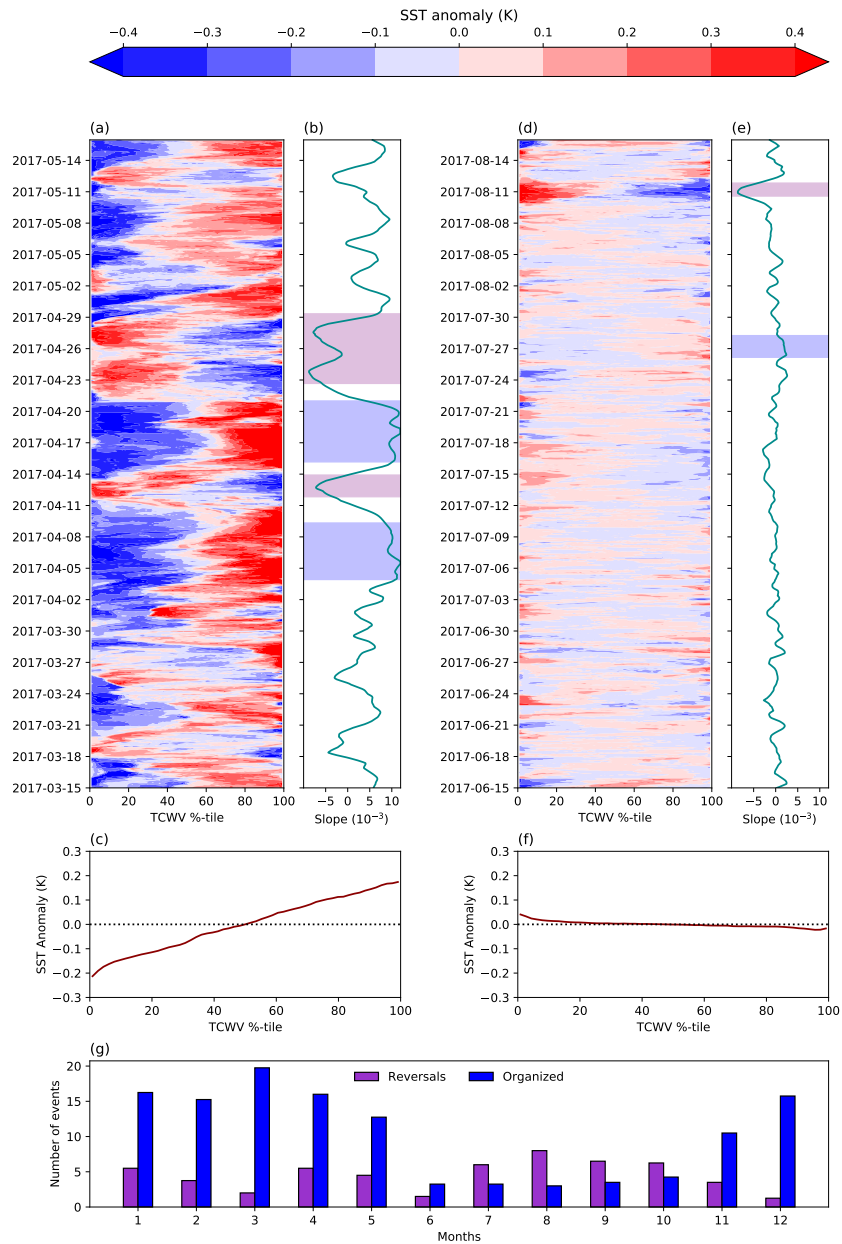 SST anomaly (K)
−0.4 −0.3 −0.2 −0.1 0.0 0.1 0.2 0.3 0.4
(a) (b) (d) (e)
2017-05-14 2017-08-14
2017-05-11 2017-08-11
2017-05-08 2017-08-08
2017-05-05 2017-08-05
2017-05-02 2017-08-02
2017-04-29 2017-07-30
2017-04-26 2017-07-27
2017-04-23 2017-07-24
2017-04-20 2017-07-21
2017-04-17 2017-07-18
2017-04-14 2017-07-15
2017-04-11 2017-07-12
2017-04-08 2017-07-09
2017-04-05 2017-07-06
2017-04-02 2017-07-03
2017-03-30 2017-06-30
2017-03-27 2017-06-27
2017-03-24 2017-06-24
2017-03-21 2017-06-21
2017-03-18 2017-06-18
2017-03-15 2017-06-15
0 20 40 60 80 100 −5 0 5 10 0 20 40 60 80 100 −5 0 5 10
TCWV %-tile Slope (10⁻³) TCWV %-tile Slope (10⁻³)
(c) (f)
0.3 0.3
0.2 0.2
0.1 0.1
0.0 0.0
−0.1 −0.1
−0.2 −0.2
−0.3 −0.3
SST Anomaly (K) SST Anomaly (K)
0 20 40 60 80 100 0 20 40 60 80 100
TCWV %-tile TCWV %-tile
(g)
Reversals Organized
20
15
10
5
0
Number of events
1 2 3 4 5 6 7 8 9 10 11 12
Months